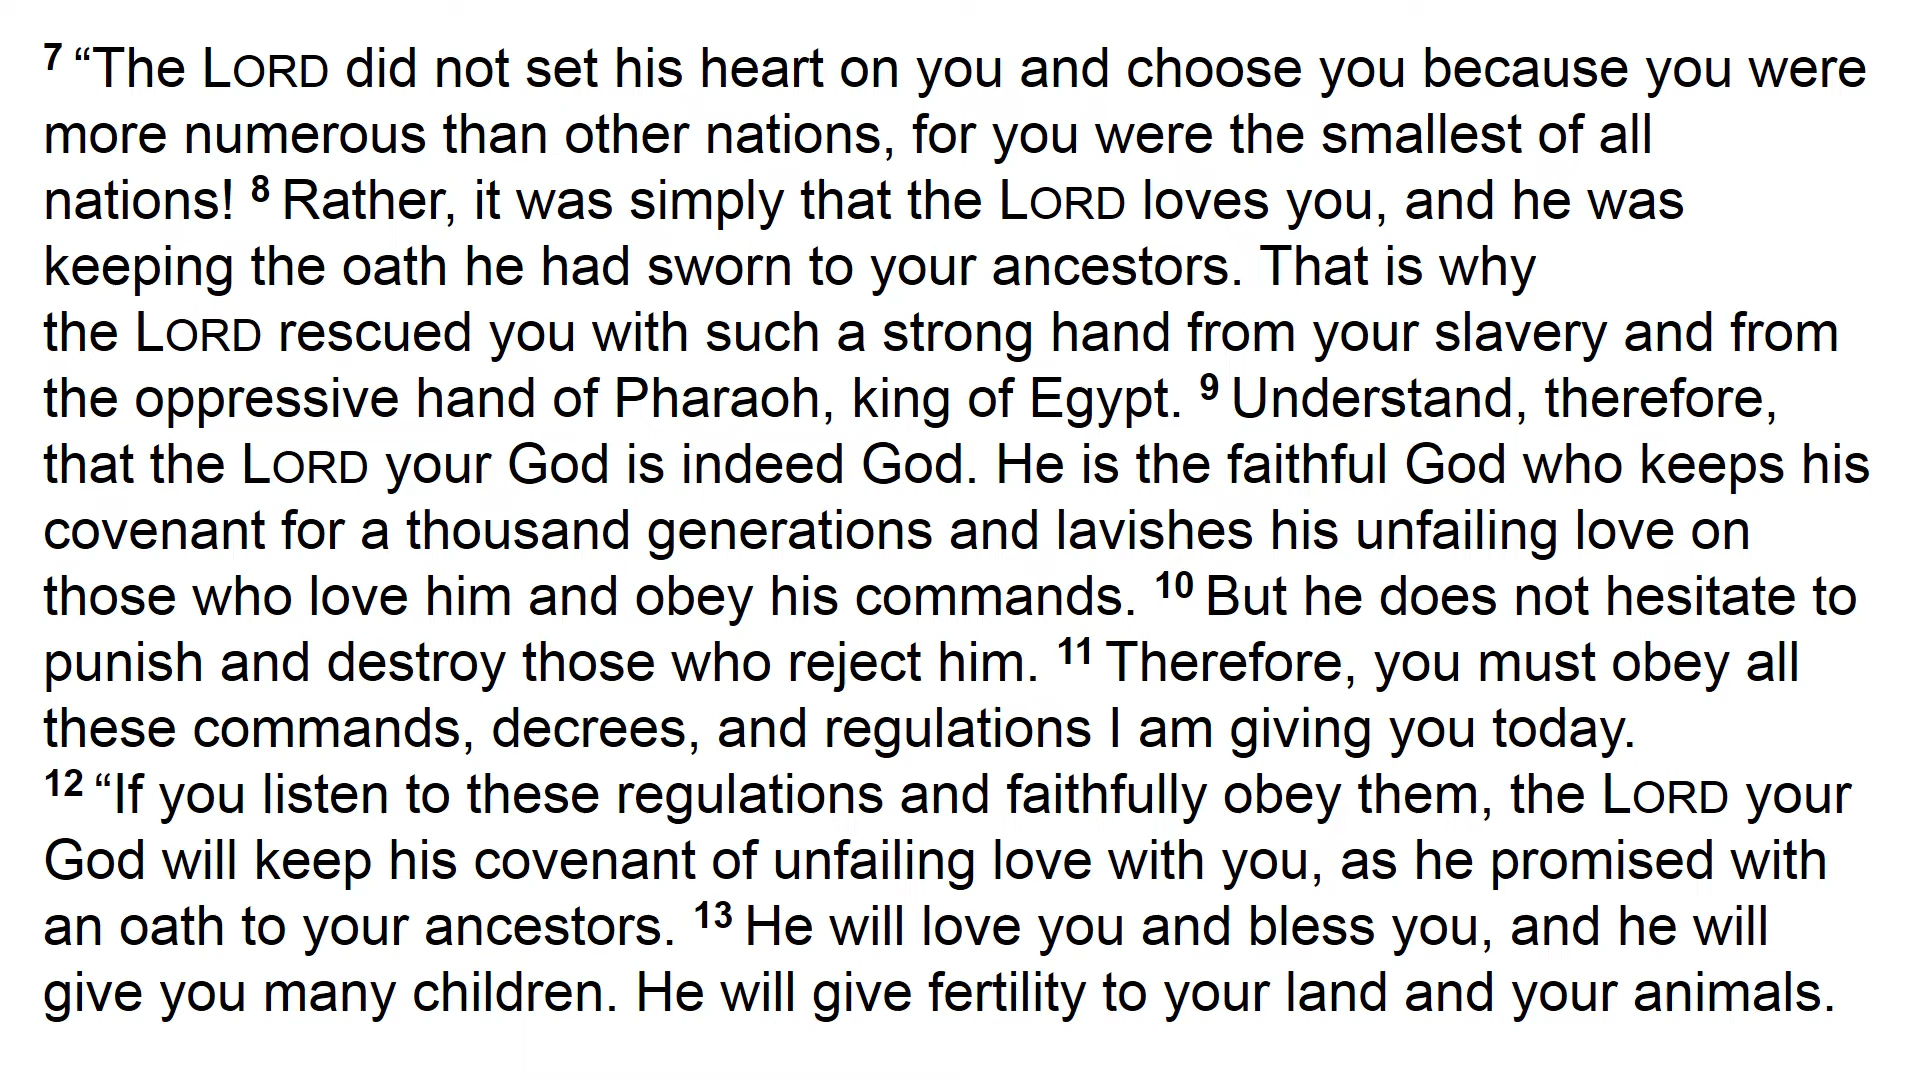 7 “The LORD did not set his heart on you and choose you because you were
more numerous than other nations, for you were the smallest of all
nations! 8 Rather, it was simply that the LORD loves you, and he was
keeping the oath he had sworn to your ancestors. That is why
the LORD rescued you with such a strong hand from your slavery and from
the oppressive hand of Pharaoh, king of Egypt. 9 Understand, therefore,
that the LORD your God is indeed God. He is the faithful God who keeps his
covenant for a thousand generations and lavishes his unfailing love on
those who love him and obey his commands. 10 But he does not hesitate to
punish and destroy those who reject him. 11 Therefore, you must obey all
these commands, decrees, and regulations I am giving you today.
12 “If you listen to these regulations and faithfully obey them, the LORD your
God will keep his covenant of unfailing love with you, as he promised with
an oath to your ancestors. 13 He will love you and bless you, and he will
give you many children. He will give fertility to your land and your animals.